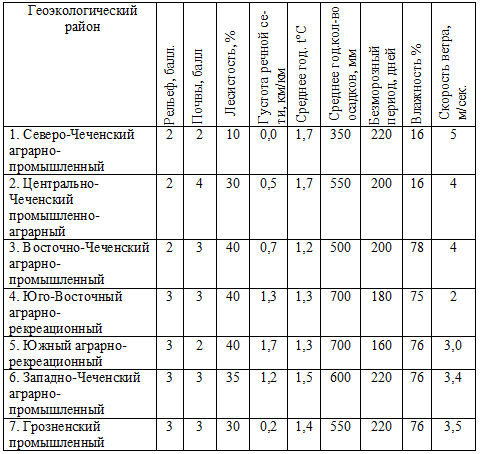 Геоэкологический район | Рельеф, балл. | Почвы, балл | Лесистость, % | Густота речной се-ти, км/км | Среднее год. t°С | Среднее год.кол-во осадков, мм | Безморозный период, дней | Влажность % | Скорость ветра, м/сек.
1. Северо-Чеченский аграрно-промышленный | 2 | 2 | 10 | 0,0 | 1,7 | 350 | 220 | 16 | 5
2. Центрально-Чеченский промышленно-аграрный | 2 | 4 | 30 | 0,5 | 1,7 | 550 | 200 | 16 | 4
3. Восточно-Чеченский аграрно-промышленный | 2 | 3 | 40 | 0,7 | 1,2 | 500 | 200 | 78 | 4
4. Юго-Восточный аграрно-рекреационный | 3 | 3 | 40 | 1,3 | 1,3 | 700 | 180 | 75 | 2
5. Южный аграрно-рекреационный | 3 | 2 | 40 | 1,7 | 1,3 | 700 | 160 | 76 | 3,0
6. Западно-Чеченский аграрно-промышленный | 3 | 3 | 35 | 1,2 | 1,5 | 600 | 220 | 76 | 3,4
7. Грозненский промышленный | 3 | 3 | 30 | 0,2 | 1,4 | 550 | 220 | 76 | 3,5